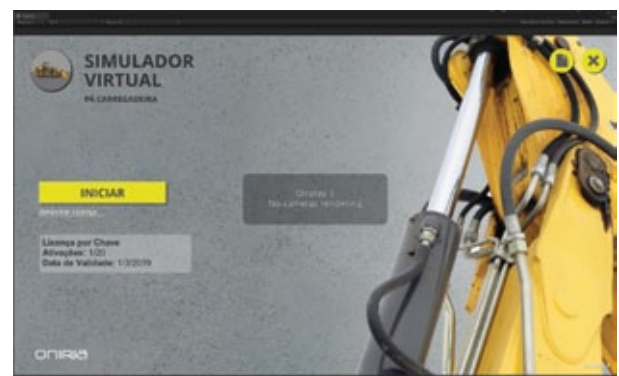 SIMULADOR
VIRTUAL
PÁ CARREGADEIRA
INICIAR
Display 1
No cameras rendering
Licença por Chave
Ativações: 1/20
Data de Validade: 1/3/2019
ONIRIA